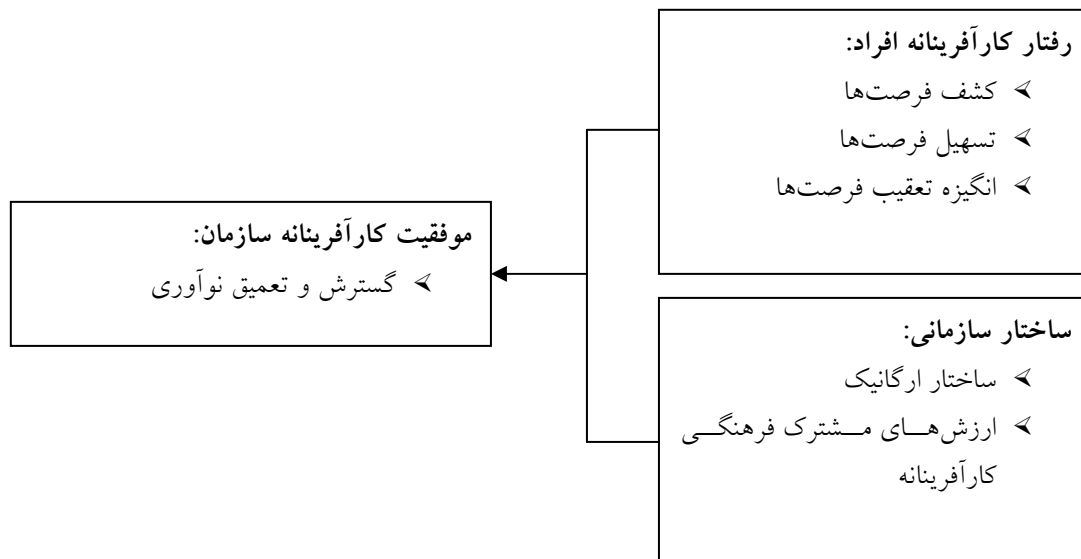 رفتار کارآفرینانه افراد:
کشف فرصت‌ها
تسهیل فرصت‌ها
انگیزه تعقیب فرصت‌ها
موفقیت کارآفرینانه سازمان:
گسترش و تعمیق نوآوری
ساختار سازمانی:
ساختار ارگانیک
ارزش‌های مشترک فرهنگی
کارآفرینانه